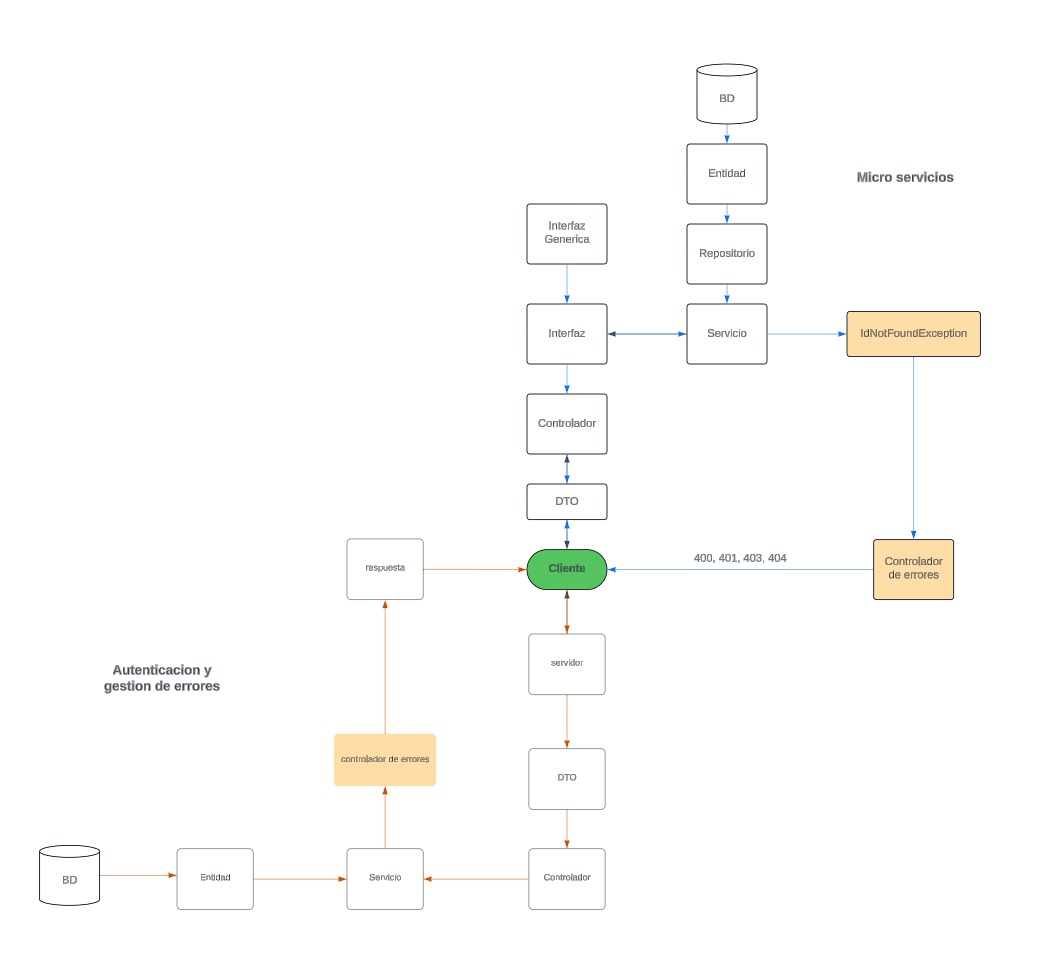 BD
Entidad
Micro servicios
Interfaz
Generica
Repositorio
Interfaz
Servicio
IdNotFoundException
Controlador
DTO
400, 401, 403, 404
respuesta
Cliente
Controlador
de errores
servidor
Autenticacion y
gestion de errores
controlador de errores
DTO
BD
Entidad
Servicio
Controlador